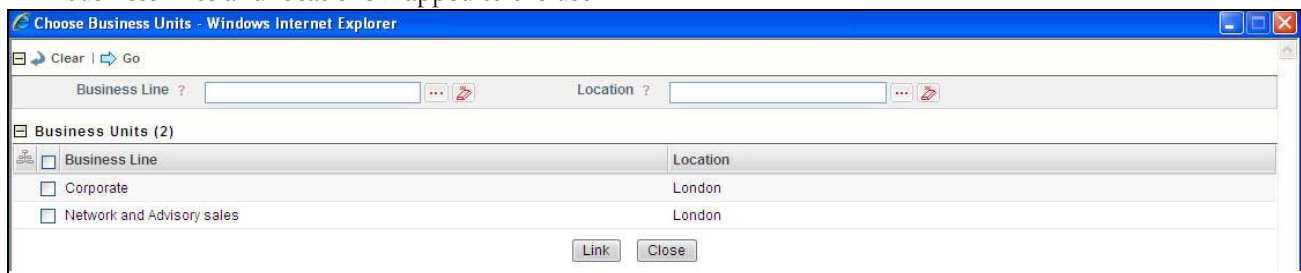 Choose Business Units - Windows Internet Explorer
Clear | Go
Business Line ? ... Location ? ...
Business Units (2)
Business Line Location
Corporate London
Network and Advisory sales London
Link Close